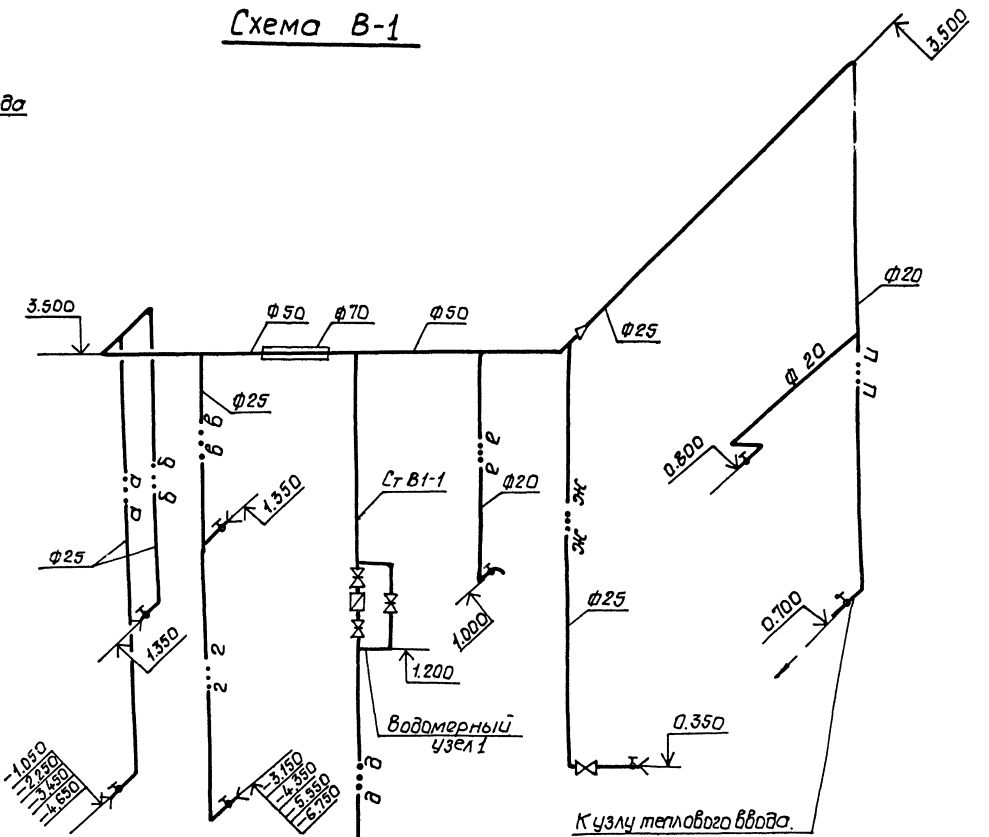 Схема В-1
да
3.500
3.500
Ф50
Ф70
Ф50
Ф25
Ф20
Ф20
Ф25
в
в
а
а
б
б
Ст В1-1
е
е
Ф20
ж
ж
и
и
0.800
1.350
Ф25
1.350
г
г
1.000
Ф25
0.700
1.200
Водомерный
узел 1
0.350
д
д
-1.050
-2.250
-3.450
-4.650
-3.150
-4.350
-5.550
-6.750
К узлу теплового ввода.